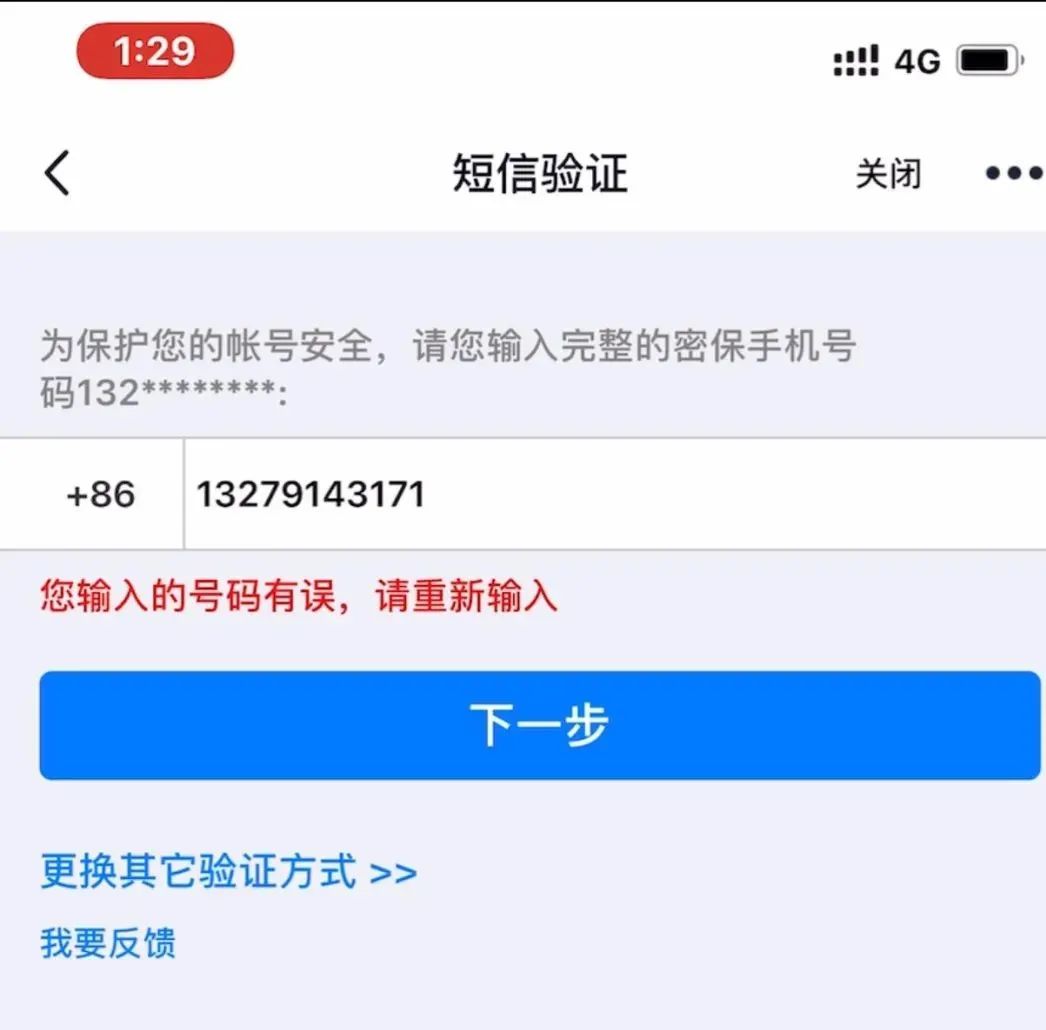 1:29
4G
短信验证
关闭
为保护您的帐号安全，请您输入完整的密保手机号
码132********:
+86
13279143171
您输入的号码有误，请重新输入
下一步
更换其它验证方式 >>
我要反馈